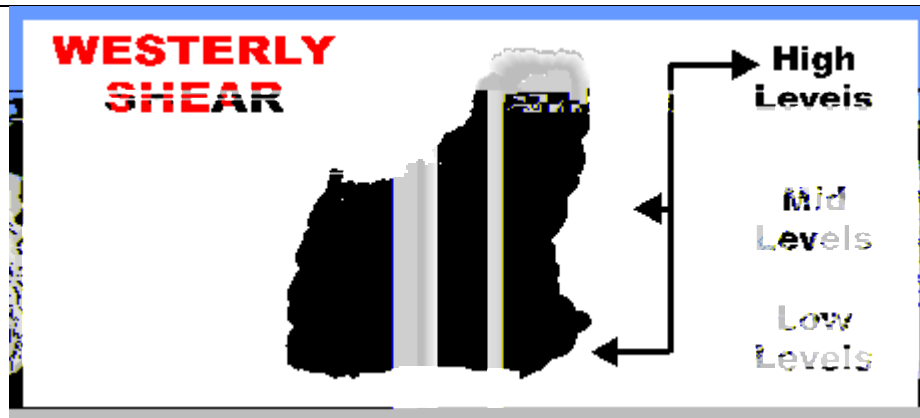 WESTERLY
SHEAR
High
Levels
Mid
Levels
Low
Levels